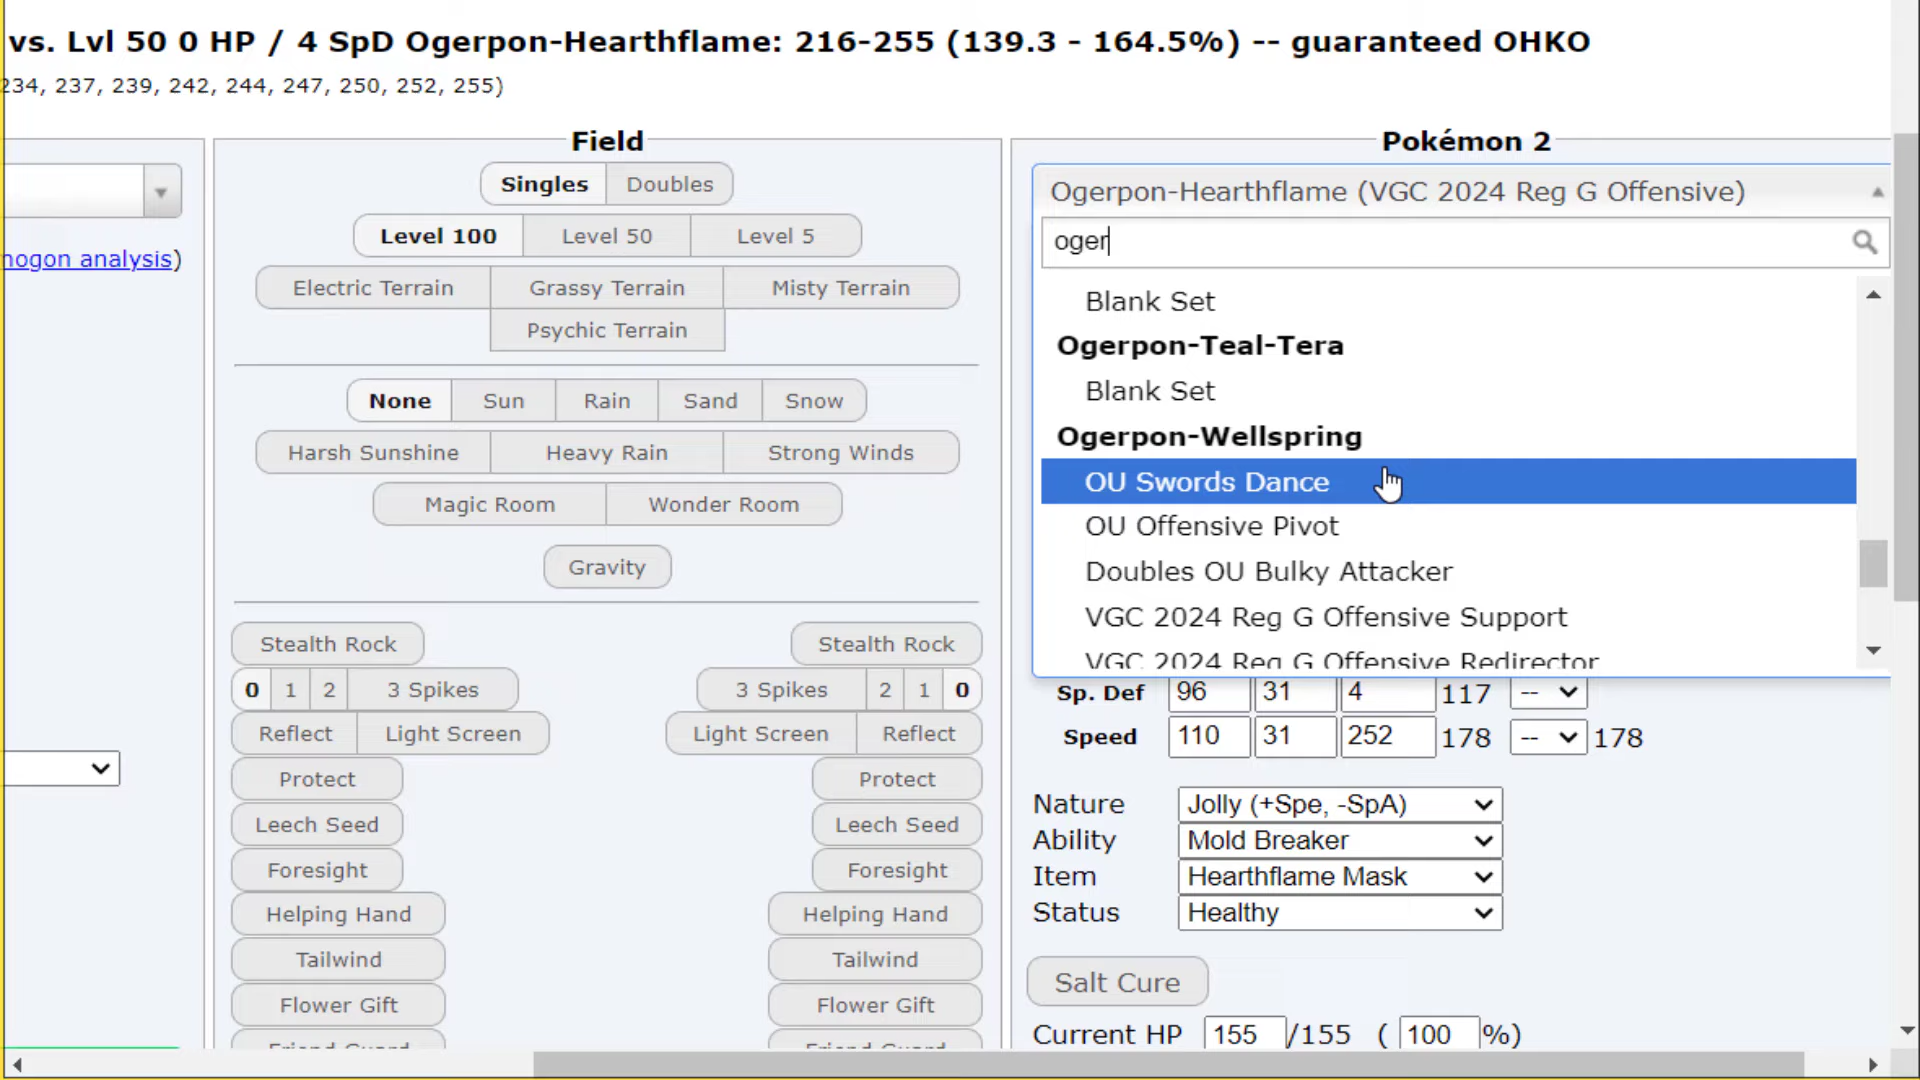 vs. Lvl 50 0 HP / 4 SpD Ogerpon-Hearthflame: 216-255 (139.3 - 164.5%) -- guaranteed OHKO
234, 237, 239, 242, 244, 247, 250, 252, 255)
nogon analysis)
Field
Singles Doubles
Level 100 Level 50 Level 5
Electric Terrain Grassy Terrain Misty Terrain
Psychic Terrain
None Sun Rain Sand Snow
Harsh Sunshine Heavy Rain Strong Winds
Magic Room Wonder Room
Gravity
Stealth Rock Stealth Rock
0 1 2 3 Spikes 3 Spikes 2 1 0
Reflect Light Screen Light Screen Reflect
Protect Protect
Leech Seed Leech Seed
Foresight Foresight
Helping Hand Helping Hand
Tailwind Tailwind
Flower Gift Flower Gift
Friend Guard Friend Guard
Pokémon 2
Ogerpon-Hearthflame (VGC 2024 Reg G Offensive)
oger
Blank Set
Ogerpon-Teal-Tera
Blank Set
Ogerpon-Wellspring
OU Swords Dance
OU Offensive Pivot
Doubles OU Bulky Attacker
VGC 2024 Reg G Offensive Support
VGC 2024 Reg G Offensive Redirector
Sp. Def 96 31 4 117 --
Speed 110 31 252 178 -- 178
Nature Jolly (+Spe, -SpA)
Ability Mold Breaker
Item Hearthflame Mask
Status Healthy
Salt Cure
Current HP 155 /155 ( 100 %)